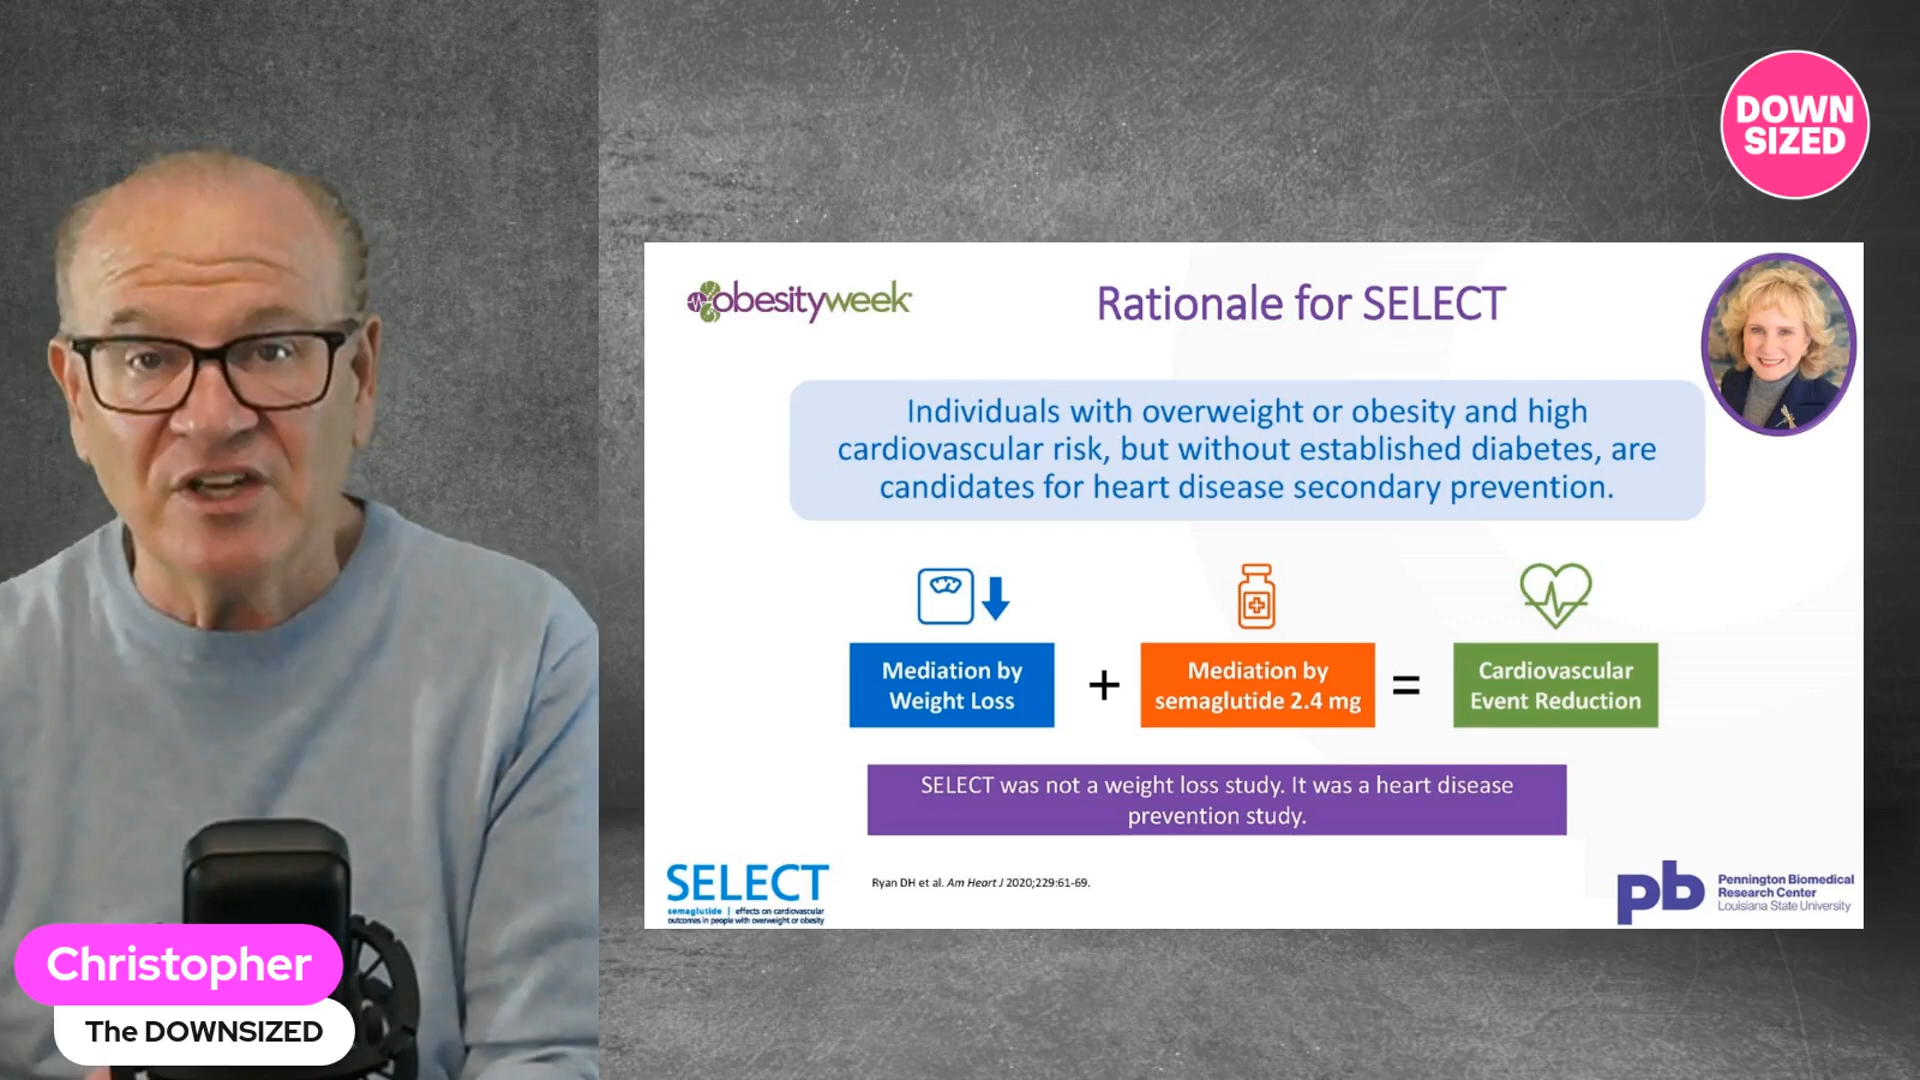 DOWN
SIZED
obesityweek
Rationale for SELECT
Individuals with overweight or obesity and high
cardiovascular risk, but without established diabetes, are
candidates for heart disease secondary prevention.
Mediation by
Weight Loss
+
Mediation by
semaglutide 2.4 mg
=
Cardiovascular
Event Reduction
SELECT was not a weight loss study. It was a heart disease
prevention study.
SELECT
semaglutide | effects on cardiovascular
outcomes in people with overweight or obesity
Ryan DH et al. Am Heart J 2020;229:61-69.
pb
Pennington Biomedical
Research Center
Louisiana State University
Christopher
The DOWNSIZED